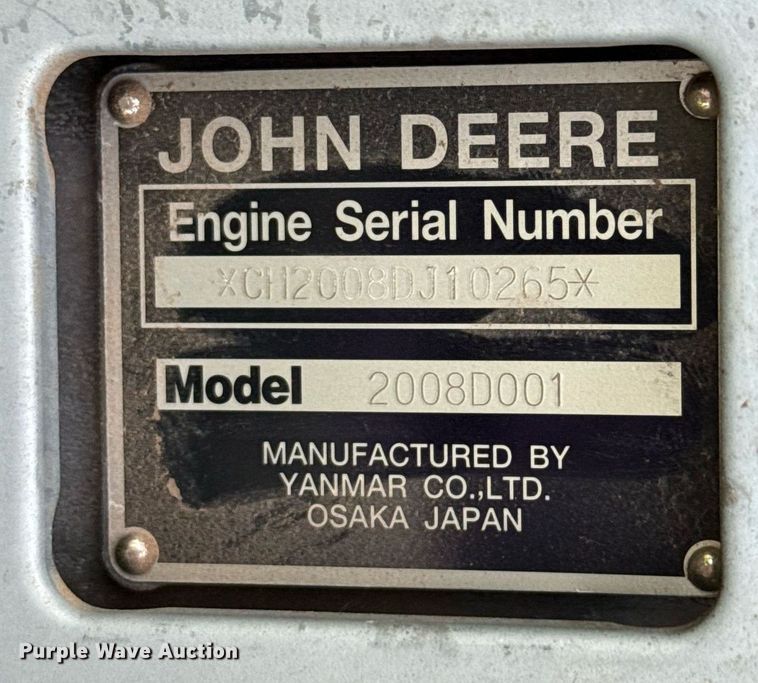 JOHN DEERE
Engine Serial Number
*CH2008DJ10265*
Model 2008D001
MANUFACTURED BY
YANMAR CO.,LTD.
OSAKA JAPAN
Purple Wave Auction